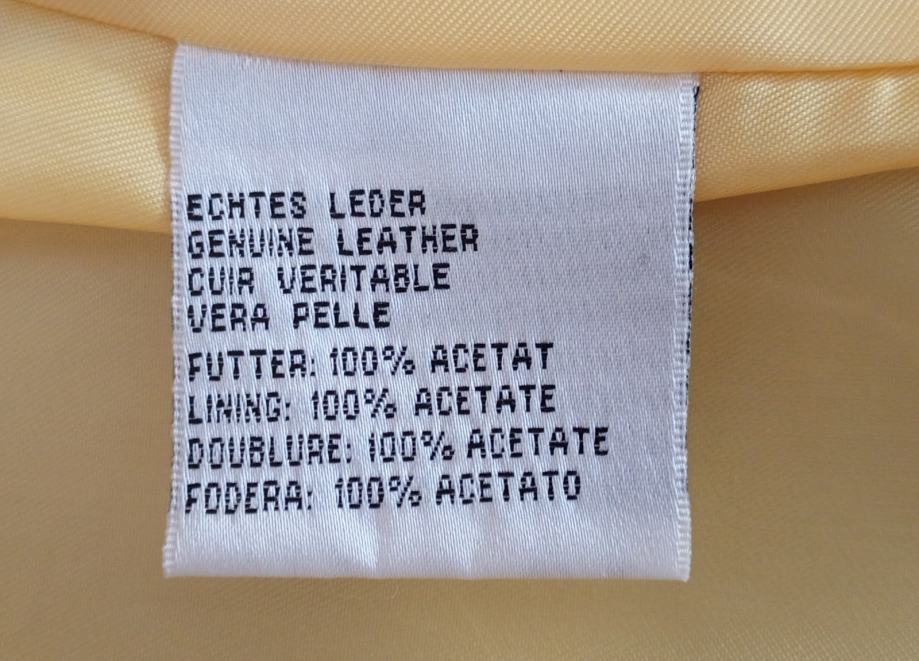 ECHTES LEDER
GENUINE LEATHER
CUIR VERITABLE
VERA PELLE
FUTTER: 100% ACETAT
LINING: 100% ACETATE
DOUBLURE: 100% ACETATE
FODERA: 100% ACETATO